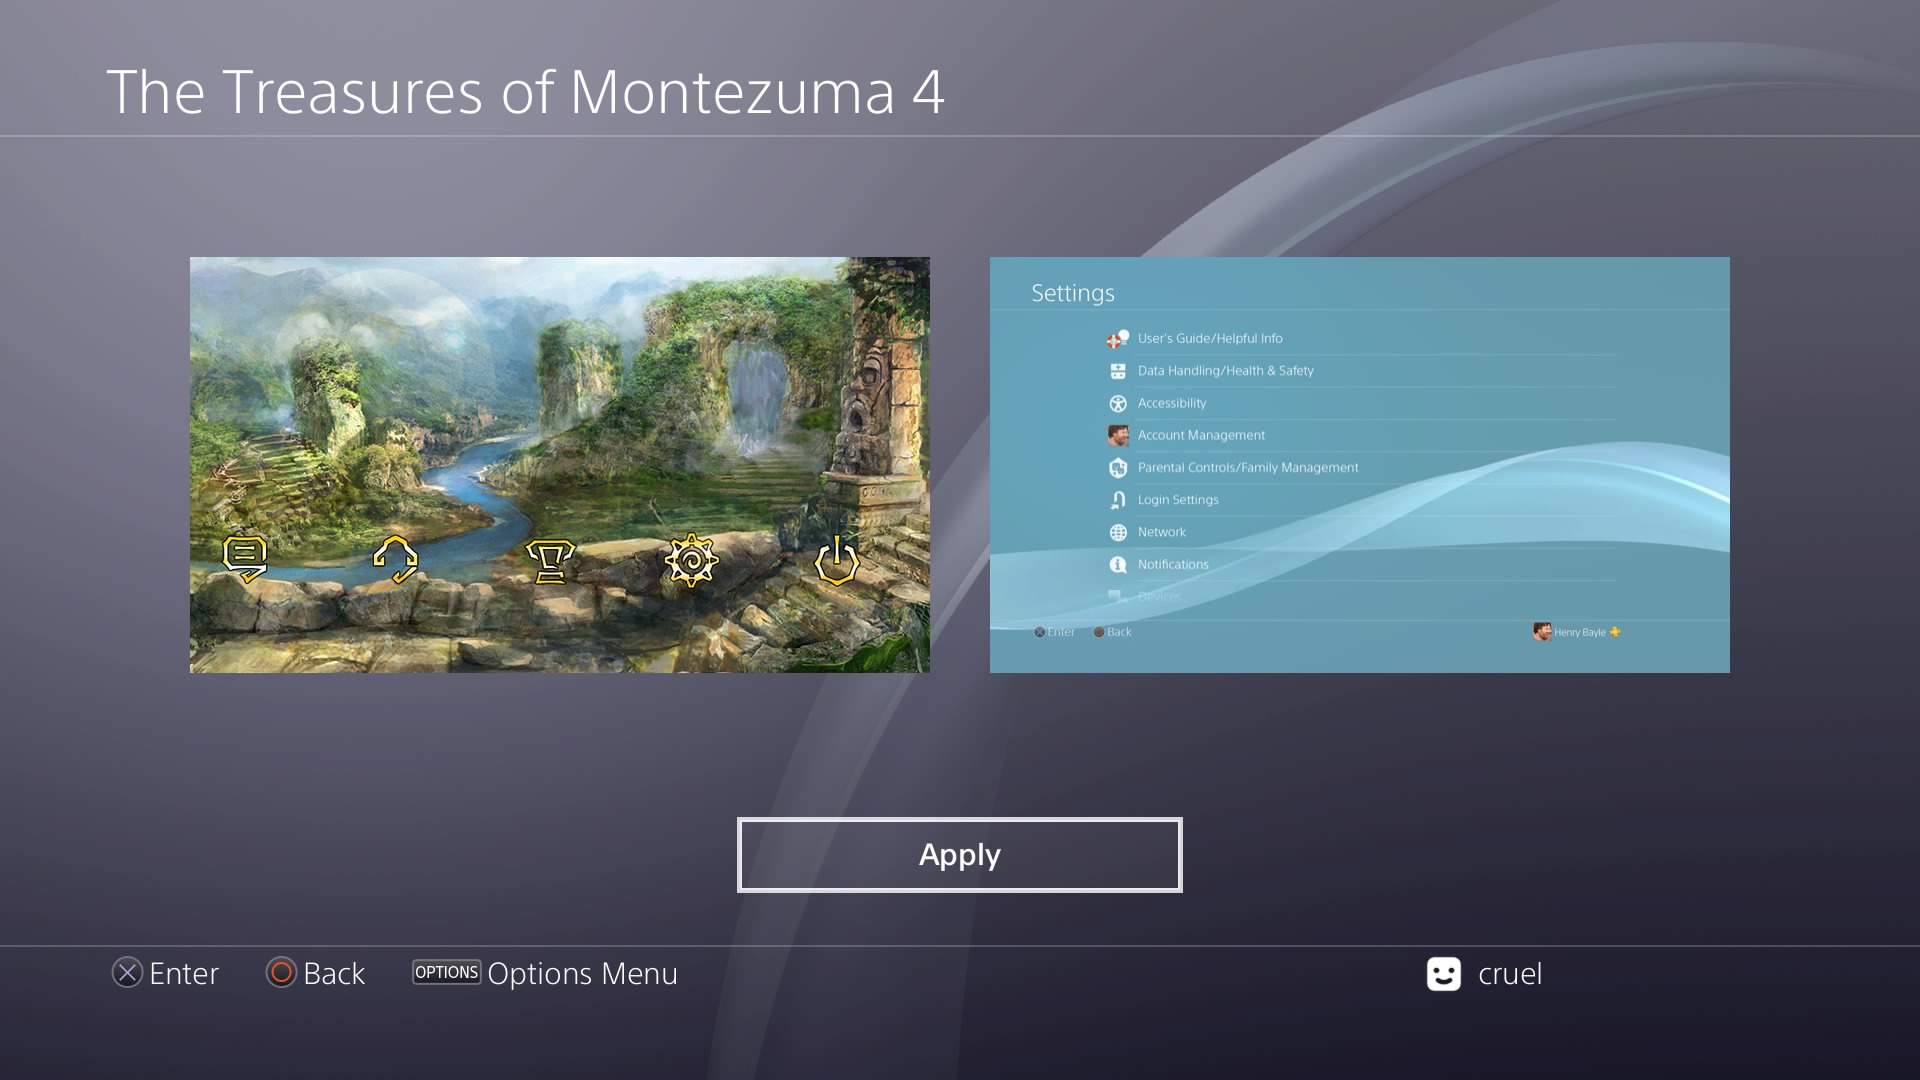 The Treasures of Montezuma 4
Settings
User's Guide/Helpful Info
Data Handling/Health & Safety
Accessibility
Account Management
Parental Controls/Family Management
Login Settings
Network
Notifications
Devices
Enter Back Henry Bayle
Apply
Enter Back OPTIONS Options Menu cruel